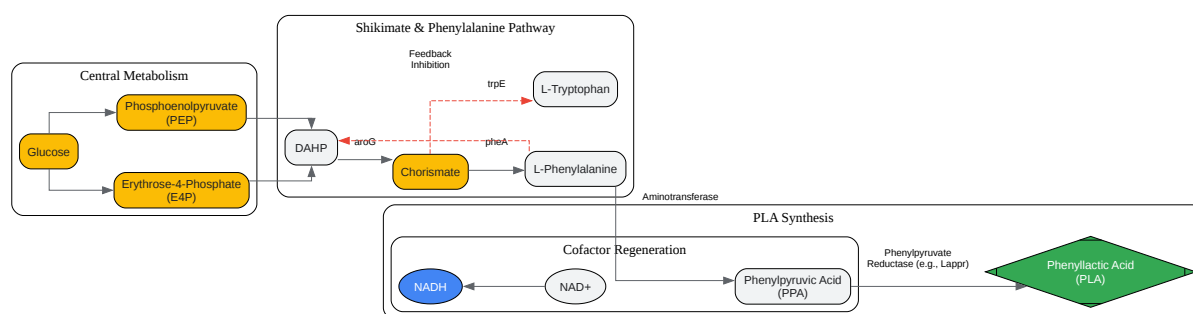 Shikimate & Phenylalanine Pathway
Feedback
Inhibition
Central Metabolism
trpE
L-Tryptophan
Phosphoenolpyruvate
(PEP)
Glucose
DAHP
aroG
pheA
Chorismate
L-Phenylalanine
Erythrose-4-Phosphate
(E4P)
Aminotransferase
PLA Synthesis
Cofactor Regeneration
NADH
NAD+
Phenylpyruvic Acid
(PPA)
Phenylpyruvate
Reductase (e.g., Lappr)
Phenyllactic Acid
(PLA)